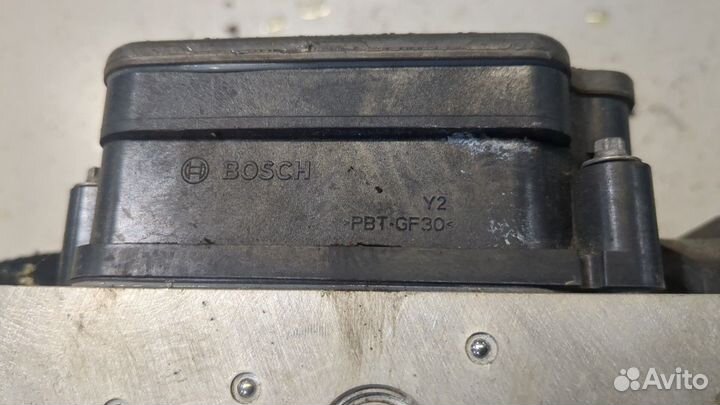 BOSCH
Y2
>PBT-GF30<
Avito